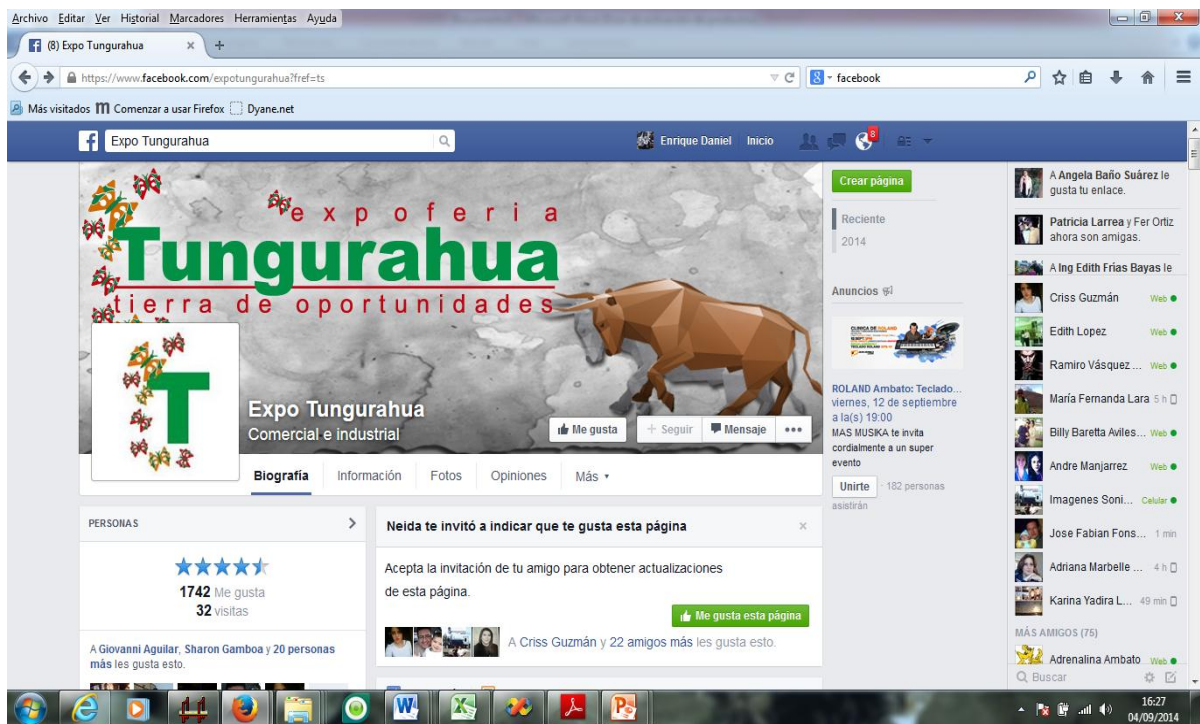 Archivo Editar Ver Historial Marcadores Herramientas Ayuda
(8) Expo Tungurahua
https://www.facebook.com/expotungurahua?fref=ts
facebook
Más visitados Comenzar a usar Firefox Dyane.net
Expo Tungurahua
Enrique Daniel Inicio
8
expoferia
Tungurahua
tierra de oportunidades
T
Expo Tungurahua
Comercial e industrial
Me gusta
Seguir
Mensaje
Biografía Información Fotos Opiniones Más
PERSONAS
1742 Me gusta
32 visitas
A Giovanni Aguilar, Sharon Gamboa y 20 personas
más les gusta esto.
Neida te invitó a indicar que te gusta esta página
Acepta la invitación de tu amigo para obtener actualizaciones
de esta página.
Me gusta esta página
A Criss Guzmán y 22 amigos más les gusta esto.
Crear página
Reciente
2014
Anuncios
CLINICA DE ROLAND
ROLAND Ambato: Teclado...
viernes, 12 de septiembre
a la(s) 19:00
MAS MUSIKA te invita
cordialmente a un super
evento
Unirte · 182 personas
asistirán
A Angela Baño Suárez le
gusta tu enlace.
Patricia Larrea y Fer Ortiz
ahora son amigas.
A Ing Edith Frias Bayas le
Criss Guzmán Web
Edith Lopez Web
Ramiro Vásquez ... Web
María Fernanda Lara 5 h
Billy Baretta Aviles... Web
Andre Manjarrez Web
Imagenes Soni... Celular
Jose Fabian Fons... 1 min
Adriana Marbelle ... 4 h
Karina Yadira L... 49 min
MÁS AMIGOS (75)
Adrenalina Ambato Web
Buscar
16:27
04/09/2014